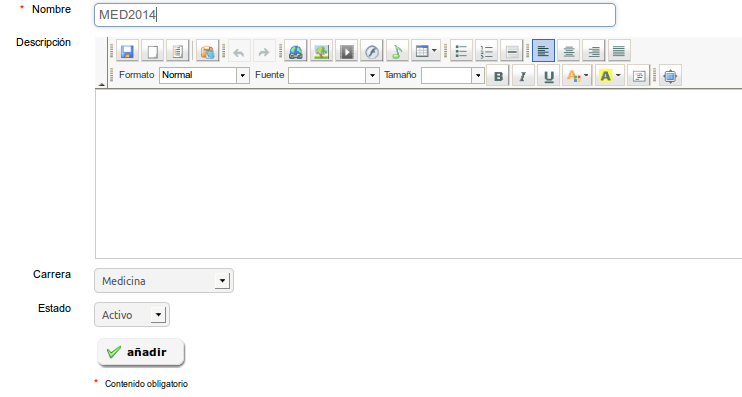 * Nombre MED2014
Descripción
Formato Normal Fuente Tamaño B I U A A
Carrera Medicina
Estado Activo
añadir
* Contenido obligatorio